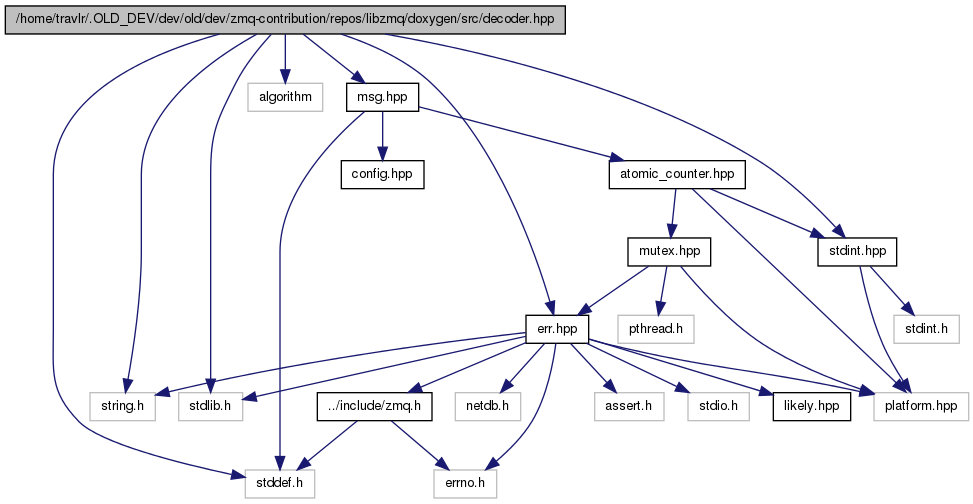 /home/travlr/.OLD_DEV/dev/old/dev/zmq-contribution/repos/libzmq/doxygen/src/decoder.hpp
algorithm
msg.hpp
config.hpp
atomic_counter.hpp
mutex.hpp
stdint.hpp
err.hpp
pthread.h
stdint.h
string.h
stdlib.h
../include/zmq.h
netdb.h
assert.h
stdio.h
likely.hpp
platform.hpp
stddef.h
errno.h